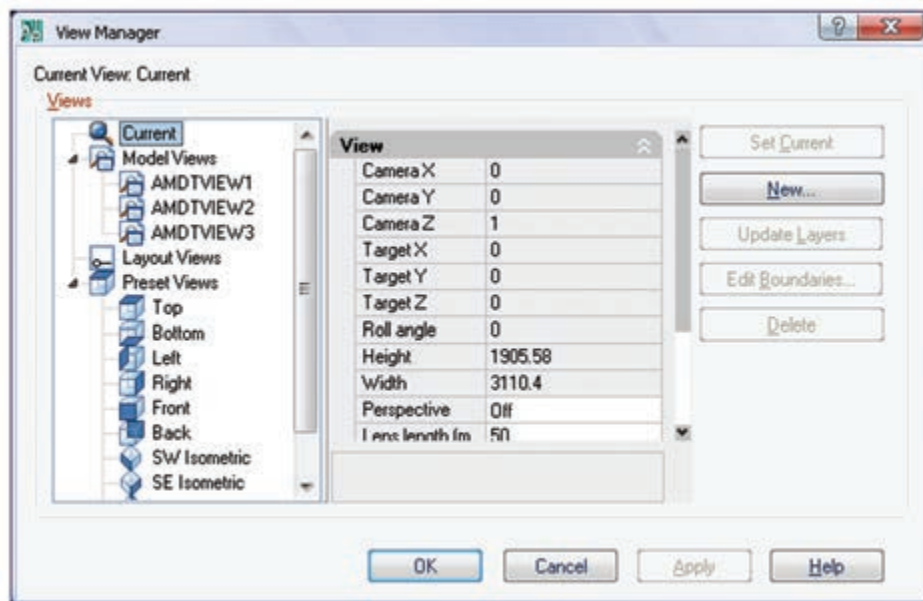 View Manager
Current View: Current
Views
Current
Model Views
AMDTVIEW1
AMDTVIEW2
AMDTVIEW3
Layout Views
Preset Views
Top
Bottom
Left
Right
Front
Back
SW Isometric
SE Isometric
View
Camera X 0
Camera Y 0
Camera Z 1
Target X 0
Target Y 0
Target Z 0
Roll angle 0
Height 1905.58
Width 3110.4
Perspective Off
Lens length (m 50
Set Current
New...
Update Layers
Edit Boundaries...
Delete
OK
Cancel
Apply
Help